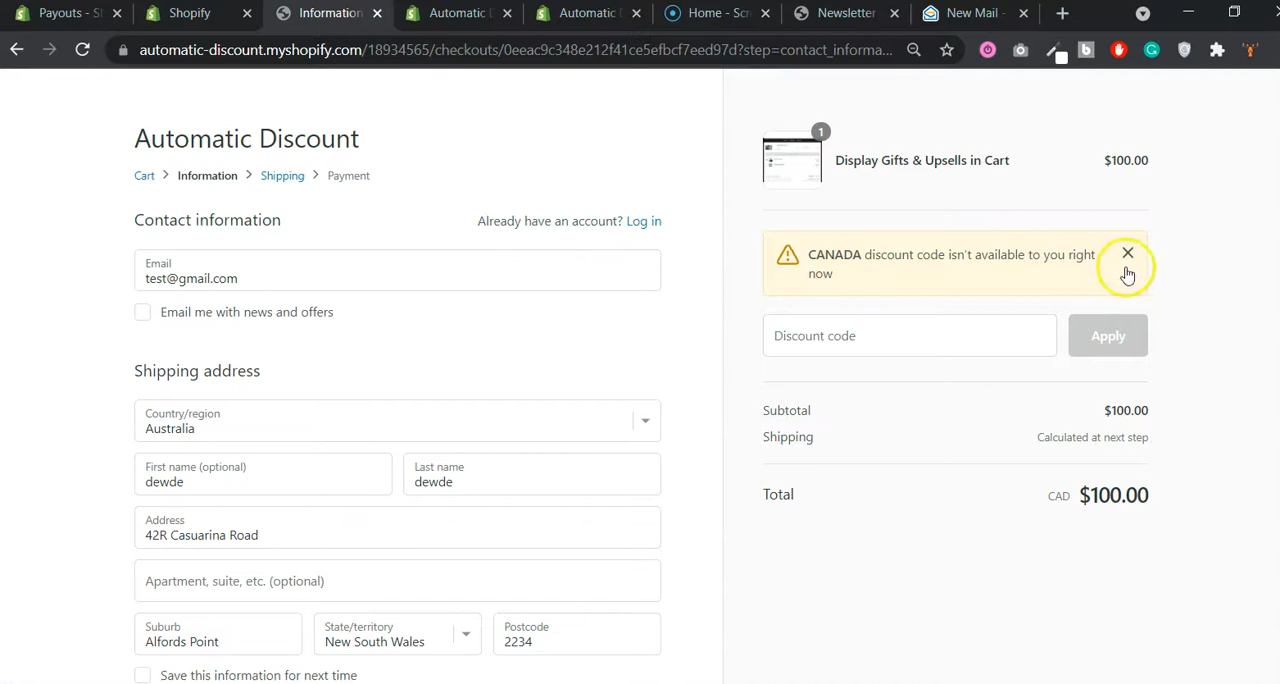 Payouts - S
Shopify
Information
Automatic D
Automatic D
Home - Scr
Newsletter
New Mail -
automatic-discount.myshopify.com/18934565/checkouts/0eeac9c348e212f41ce5efbcf7eed97d?step=contact_informa...
Automatic Discount
Cart > Information > Shipping > Payment
Contact information
Already have an account? Log in
Email
test@gmail.com
Email me with news and offers
Shipping address
Country/region
Australia
First name (optional)
dewde
Last name
dewde
Address
42R Casuarina Road
Apartment, suite, etc. (optional)
Suburb
Alfords Point
State/territory
New South Wales
Postcode
2234
Save this information for next time
1
Display Gifts & Upsells in Cart
$100.00
CANADA discount code isn't available to you right
now
Discount code
Apply
Subtotal
$100.00
Shipping
Calculated at next step
Total
CAD $100.00